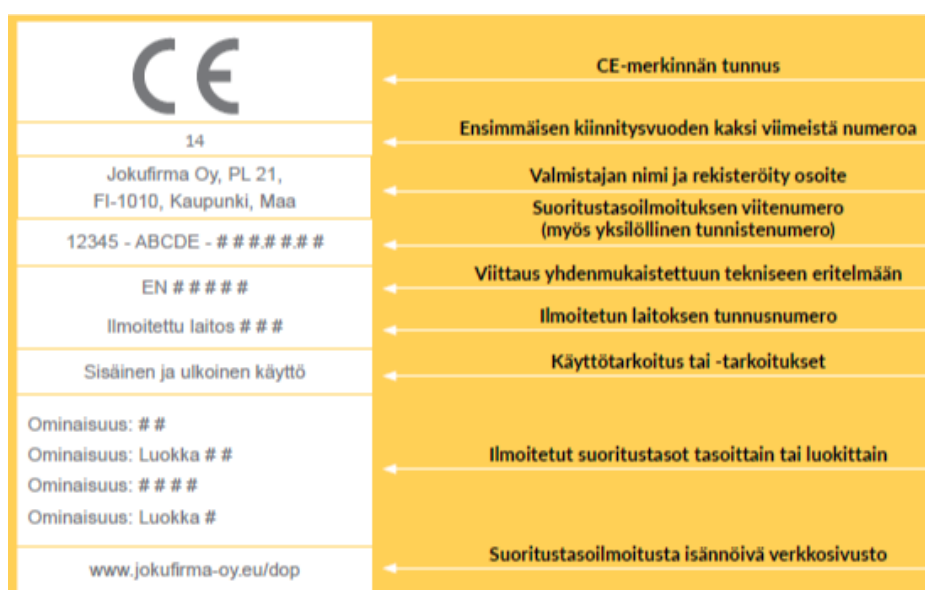 CE
CE-merkinnän tunnus
14
Ensimmäisen kiinnitysvuoden kaksi viimeistä numeroa
Jokufirma Oy, PL 21,
FI-1010, Kaupunki, Maa
Valmistajan nimi ja rekisteröity osoite
12345 - ABCDE - # # #.# #.# #
Suoritustasoilmoituksen viitenumero
(myös yksilöllinen tunnistenumero)
EN # # # # #
Viittaus yhdenmukaistettuun tekniseen eritelmään
Ilmoitettu laitos # # #
Ilmoitetun laitoksen tunnusnumero
Sisäinen ja ulkoinen käyttö
Käyttötarkoitus tai -tarkoitukset
Ominaisuus: # #
Ominaisuus: Luokka # #
Ominaisuus: # # # #
Ominaisuus: Luokka #
Ilmoitetut suoritustasot tasoittain tai luokittain
www.jokufirma-oy.eu/dop
Suoritustasoilmoitusta isännöivä verkkosivusto